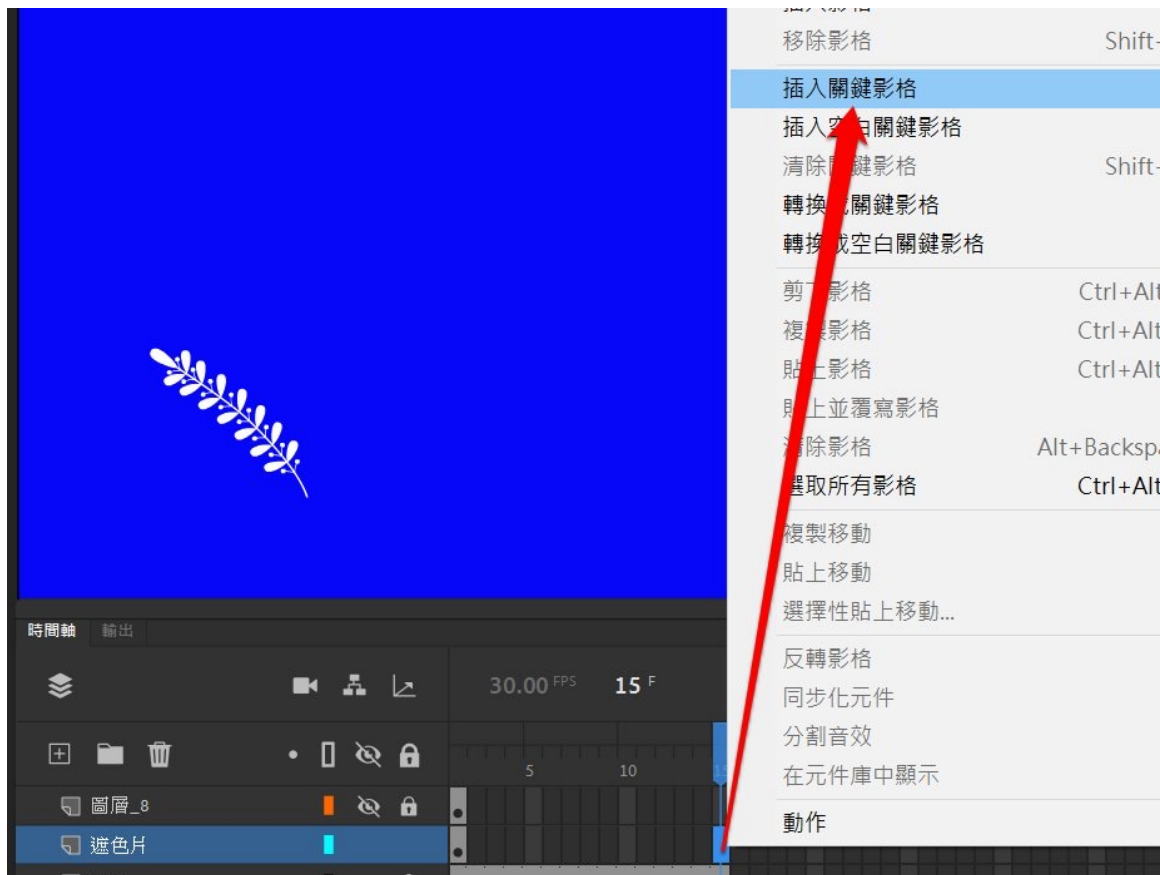 移除影格 Shift+
插入關鍵影格
插入空白關鍵影格
清除關鍵影格 Shift+
轉換成關鍵影格
轉換成空白關鍵影格
剪下影格 Ctrl+Alt
複製影格 Ctrl+Alt
貼上影格 Ctrl+Alt
貼上並覆寫影格
清除影格 Alt+Backspa
選取所有影格 Ctrl+Alt
複製移動
貼上移動
選擇性貼上移動...
反轉影格
同步化元件
分割音效
在元件庫中顯示
動作
時間軸 輸出
30.00 FPS 15 F
5 10 15
圖層_8
遮色片